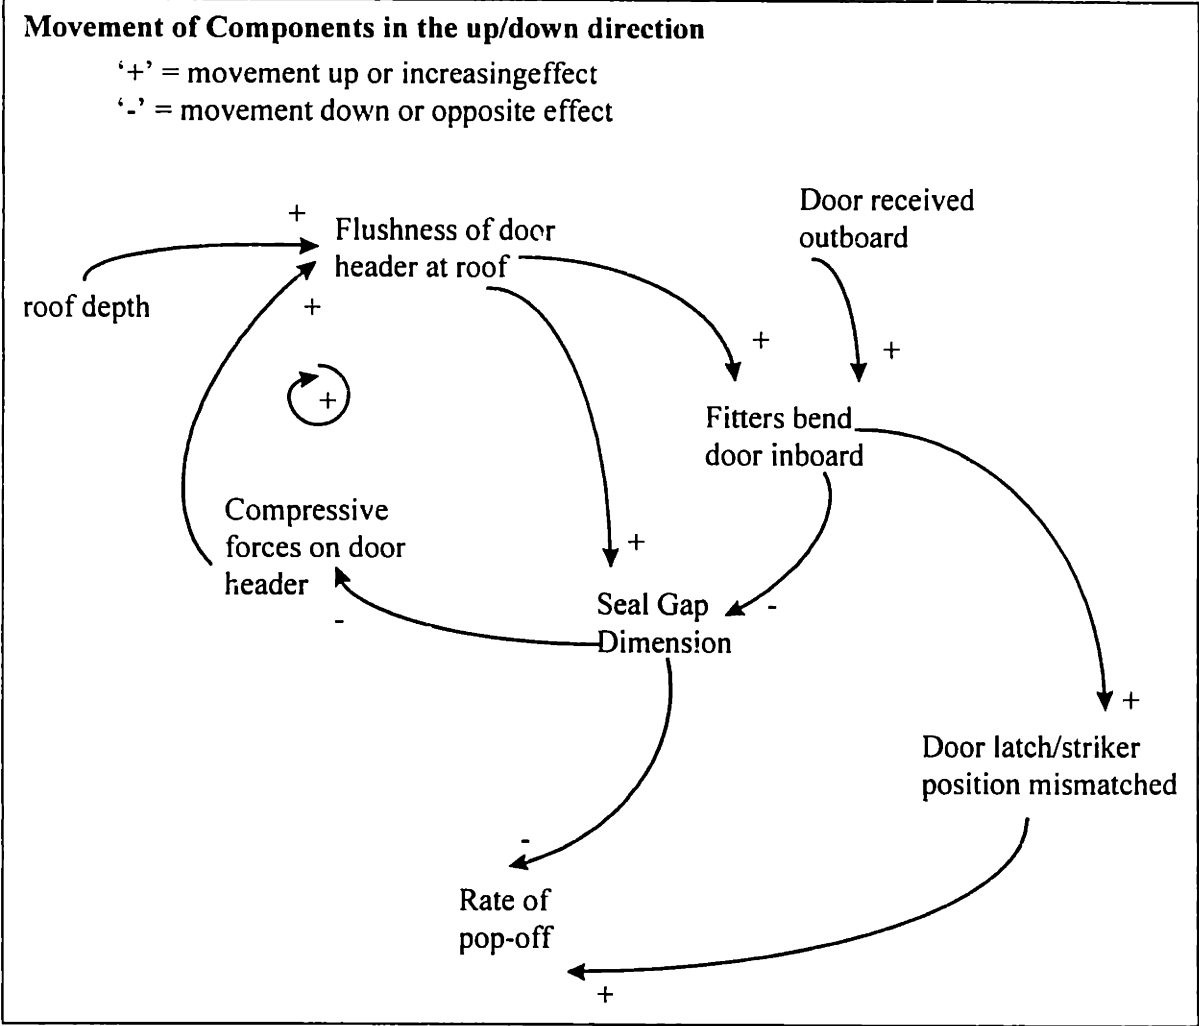 Movement of Components in the up/down direction
‘+’ = movement up or increasingeffect
‘-’ = movement down or opposite effect
+
Flushness of door
header at roof
Door received
outboard
roof depth
+
+
+
+
Fitters bend
door inboard
Compressive
forces on door
header
+
Seal Gap
Dimension
-
-
+
Door latch/striker
position mismatched
-
Rate of
pop-off
+